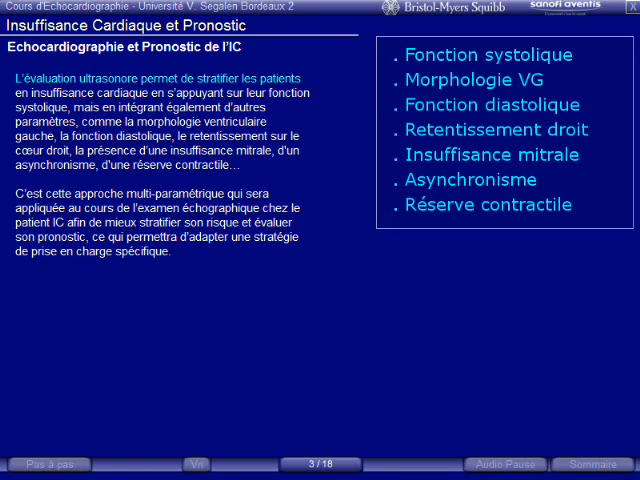 Cours d'Echocardiographie - Université V. Segalen Bordeaux 2
Bristol-Myers Squibb
sanofi aventis
X
Insuffisance Cardiaque et Pronostic
Echocardiographie et Pronostic de l'IC
L'évaluation ultrasonore permet de stratifier les patients
en insuffisance cardiaque en s'appuyant sur leur fonction
systolique, mais en intégrant également d'autres
paramètres, comme la morphologie ventriculaire
gauche, la fonction diastolique, le retentissement sur le
cœur droit, la présence d'une insuffisance mitrale, d'un
asynchronisme, d'une réserve contractile…
C'est cette approche multi-paramétrique qui sera
appliquée au cours de l'examen échographique chez le
patient IC afin de mieux stratifier son risque et évaluer
son pronostic, ce qui permettra d'adapter une stratégie
de prise en charge spécifique.
. Fonction systolique
. Morphologie VG
. Fonction diastolique
. Retentissement droit
. Insuffisance mitrale
. Asynchronisme
. Réserve contractile
Pas à pas
Vri
3 / 18
Audio Pause
Sommaire